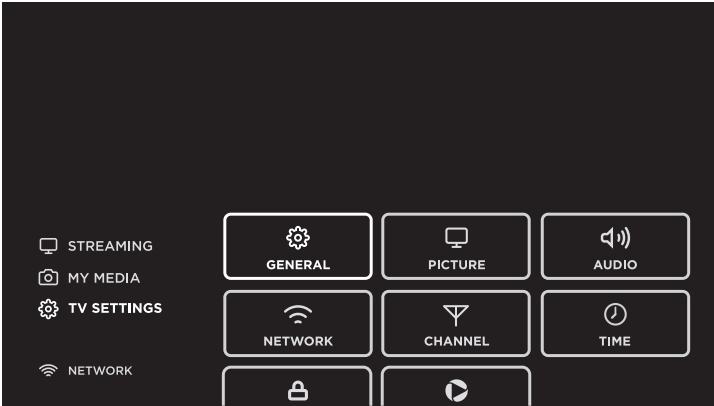 STREAMING
MY MEDIA
TV SETTINGS
NETWORK
GENERAL
PICTURE
AUDIO
NETWORK
CHANNEL
TIME